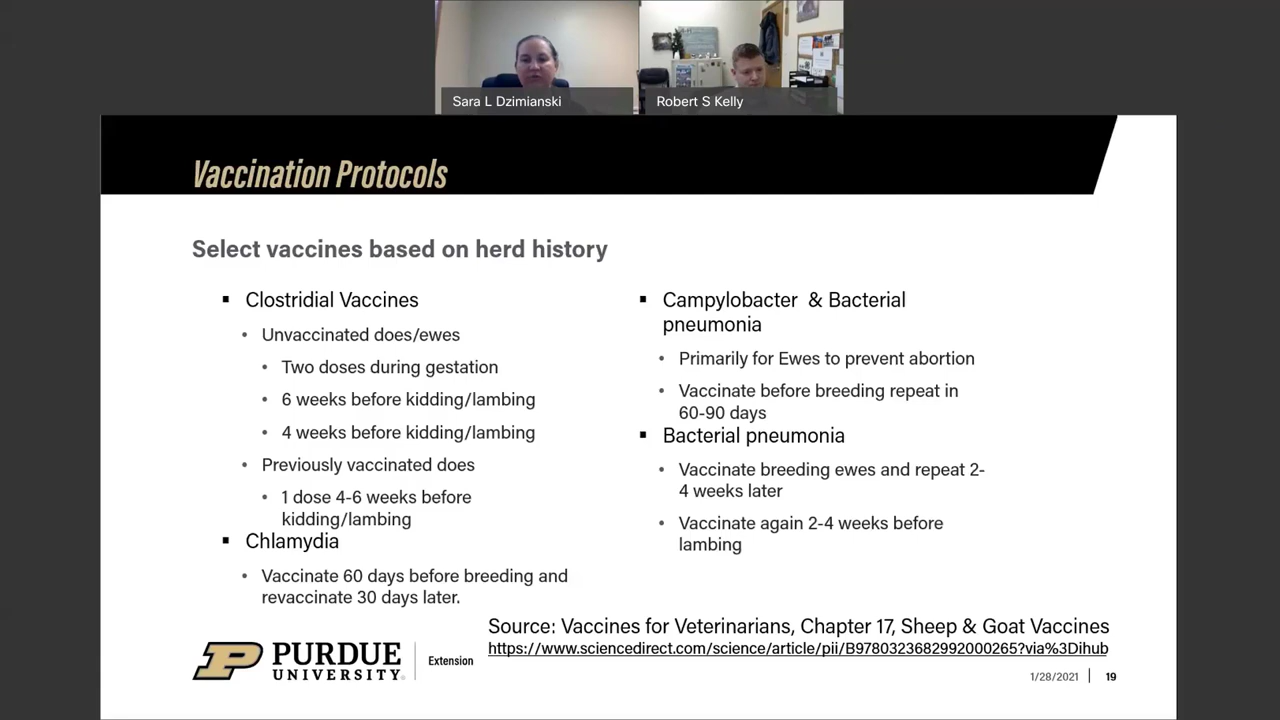 Sara L Dzimianski
Robert S Kelly
Vaccination Protocols
Select vaccines based on herd history
▪ Clostridial Vaccines
• Unvaccinated does/ewes
• Two doses during gestation
• 6 weeks before kidding/lambing
• 4 weeks before kidding/lambing
• Previously vaccinated does
• 1 dose 4-6 weeks before
kidding/lambing
▪ Chlamydia
• Vaccinate 60 days before breeding and
revaccinate 30 days later.
▪ Campylobacter & Bacterial
pneumonia
• Primarily for Ewes to prevent abortion
• Vaccinate before breeding repeat in
60-90 days
▪ Bacterial pneumonia
• Vaccinate breeding ewes and repeat 2-
4 weeks later
• Vaccinate again 2-4 weeks before
lambing
Source: Vaccines for Veterinarians, Chapter 17, Sheep & Goat Vaccines
https://www.sciencedirect.com/science/article/pii/B9780323682992000265?via%3Dihub
P PURDUE
UNIVERSITY®
Extension
1/28/2021 | 19